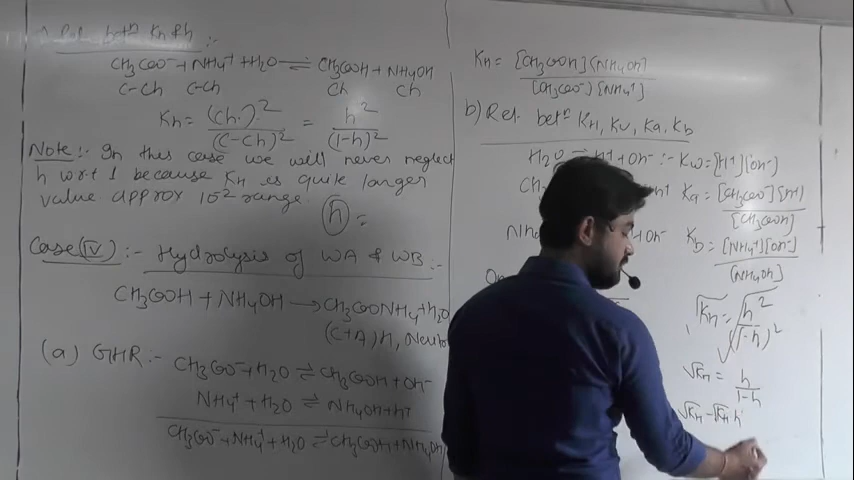 CH3COO- + NH4+ + H2O ⇌ CH3COOH + NH4OH
C-Ch C-Ch Ch Ch
KH = (Ch)^2 / (C-Ch)^2 = h^2 / (1-h)^2
Note :- In this case we will never neglect
h w.r.t 1 because KH is quite larger
value approx 10^-2 range.
(h) =
Case (IV) :- Hydrolysis of WA & WB :-
CH3COOH + NH4OH → CH3COONH4 + H2O
(C+A)H,
(a) GHR :- CH3COO- + H2O ⇌ CH3COOH + OH-
NH4+ + H2O ⇌ NH4OH + H+
CH3COO- + NH4+ + H2O ⇌ CH3COOH + NH4OH
KH = [CH3COOH] [NH4OH] / [CH3COO-] [NH4+]
b) Rel. betn KH, Kw, Ka, Kb
H2O ⇌ H+ + OH- :- Kw = [H+] [OH-]
Ka = [CH3COO-] [H+] / [CH3COOH]
OH- Kb = [NH4+] [OH-] / [NH4OH]
√KH = √h^2 / (1-h)^2
√KH = h / 1-h
√KH - √KH h